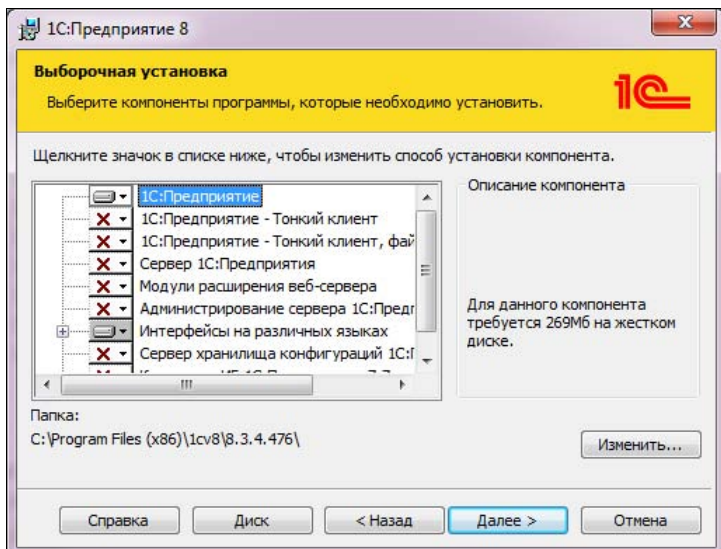 1С:Предприятие 8
Выборочная установка
Выберите компоненты программы, которые необходимо установить.
1С
Щелкните значок в списке ниже, чтобы изменить способ установки компонента.
1С:Предприятие
1С:Предприятие - Тонкий клиент
1С:Предприятие - Тонкий клиент, фай
Сервер 1С:Предприятия
Модули расширения веб-сервера
Администрирование сервера 1С:Предп
Интерфейсы на различных языках
Сервер хранилища конфигураций 1С:П
Описание компонента
Для данного компонента
требуется 269Мб на жестком
диске.
Папка:
C:\Program Files (x86)\1cv8\8.3.4.476\
Изменить...
Справка
Диск
< Назад
Далее >
Отмена